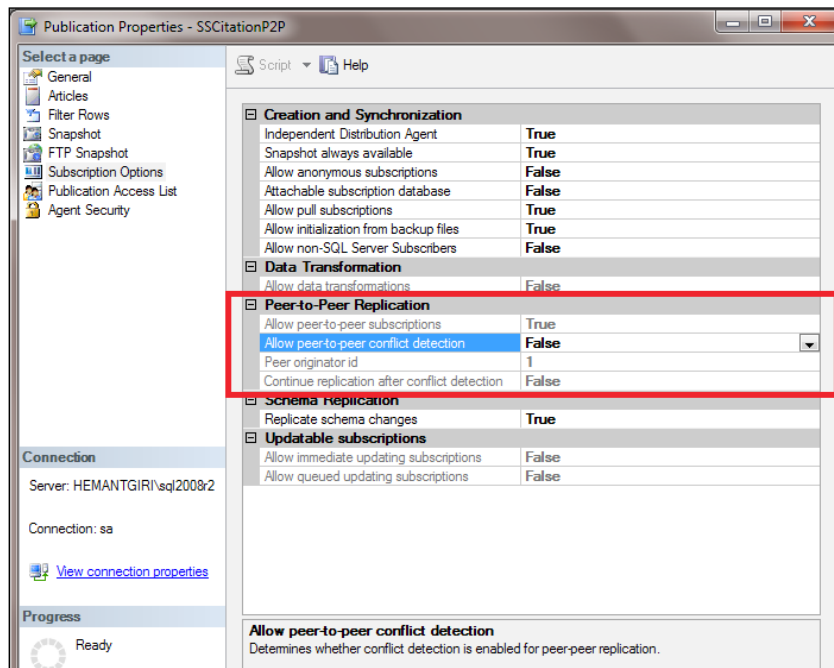 Publication Properties - SSCitationP2P
Select a page
General
Articles
Filter Rows
Snapshot
FTP Snapshot
Subscription Options
Publication Access List
Agent Security
Connection
Server: HEMANTGIRI\sql2008r2
Connection: sa
View connection properties
Progress
Ready
Script Help
Creation and Synchronization
Independent Distribution Agent True
Snapshot always available True
Allow anonymous subscriptions False
Attachable subscription database False
Allow pull subscriptions True
Allow initialization from backup files True
Allow non-SQL Server Subscribers False
Data Transformation
Allow data transformations False
Peer-to-Peer Replication
Allow peer-to-peer subscriptions True
Allow peer-to-peer conflict detection False
Peer originator id 1
Continue replication after conflict detection False
Schema Replication
Replicate schema changes True
Updatable subscriptions
Allow immediate updating subscriptions False
Allow queued updating subscriptions False
Allow peer-to-peer conflict detection
Determines whether conflict detection is enabled for peer-peer replication.